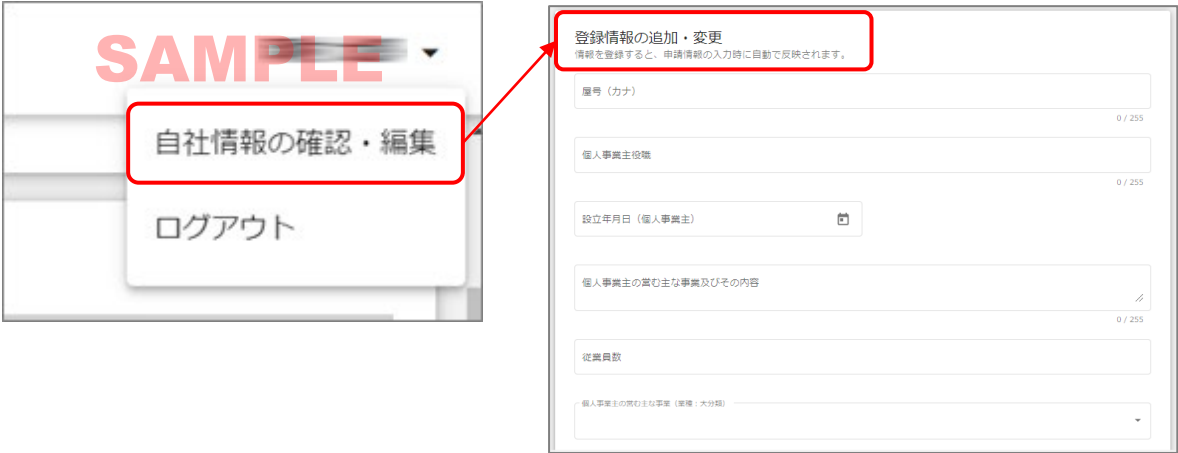 SAMPLE
自社情報の確認・編集
ログアウト
登録情報の追加・変更
情報を登録すると、申請情報の入力時に自動で反映されます。
屋号（カナ）
0 / 255
個人事業主役職
0 / 255
設立年月日（個人事業主）
個人事業主の営む主な事業及びその内容
0 / 255
従業員数
個人事業主の営む主な事業（業種：大分類）